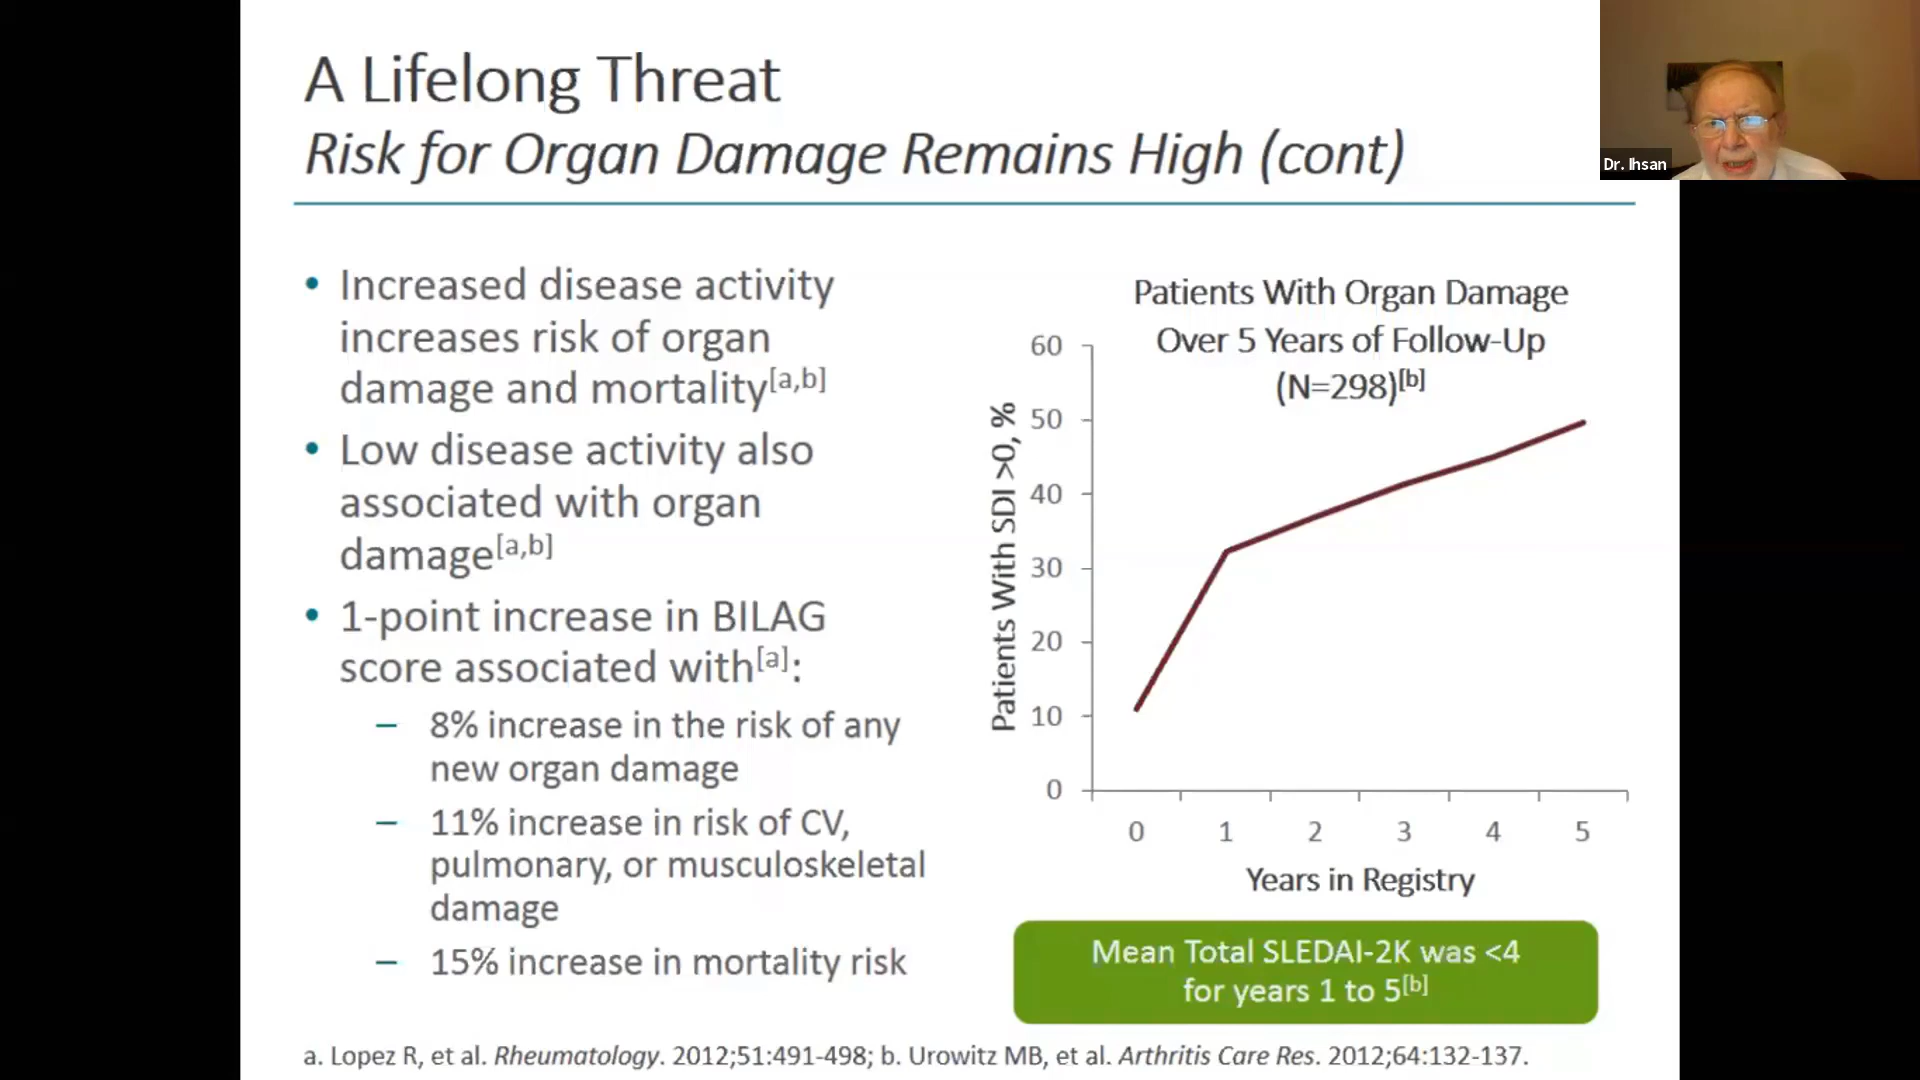 A Lifelong Threat
Risk for Organ Damage Remains High (cont)
Dr. Ihsan
• Increased disease activity
increases risk of organ
damage and mortality[a,b]
• Low disease activity also
associated with organ
damage[a,b]
• 1-point increase in BILAG
score associated with[a]:
– 8% increase in the risk of any
new organ damage
– 11% increase in risk of CV,
pulmonary, or musculoskeletal
damage
– 15% increase in mortality risk
Patients With Organ Damage
Over 5 Years of Follow-Up
(N=298)[b]
Patients With SDI >0, %
60
50
40
30
20
10
0
0 1 2 3 4 5
Years in Registry
Mean Total SLEDAI-2K was <4
for years 1 to 5[b]
a. Lopez R, et al. Rheumatology. 2012;51:491-498; b. Urowitz MB, et al. Arthritis Care Res. 2012;64:132-137.